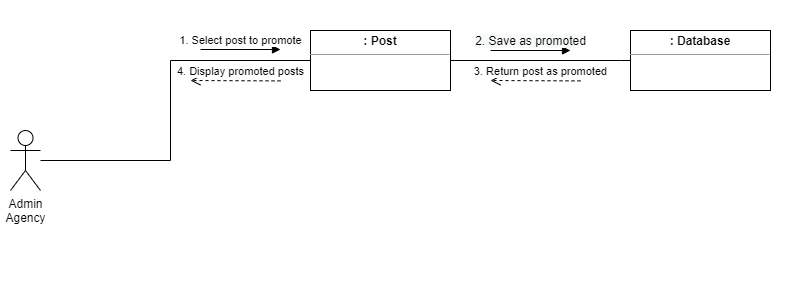 1. Select post to promote
: Post
2. Save as promoted
: Database
4. Display promoted posts
3. Return post as promoted
Admin
Agency